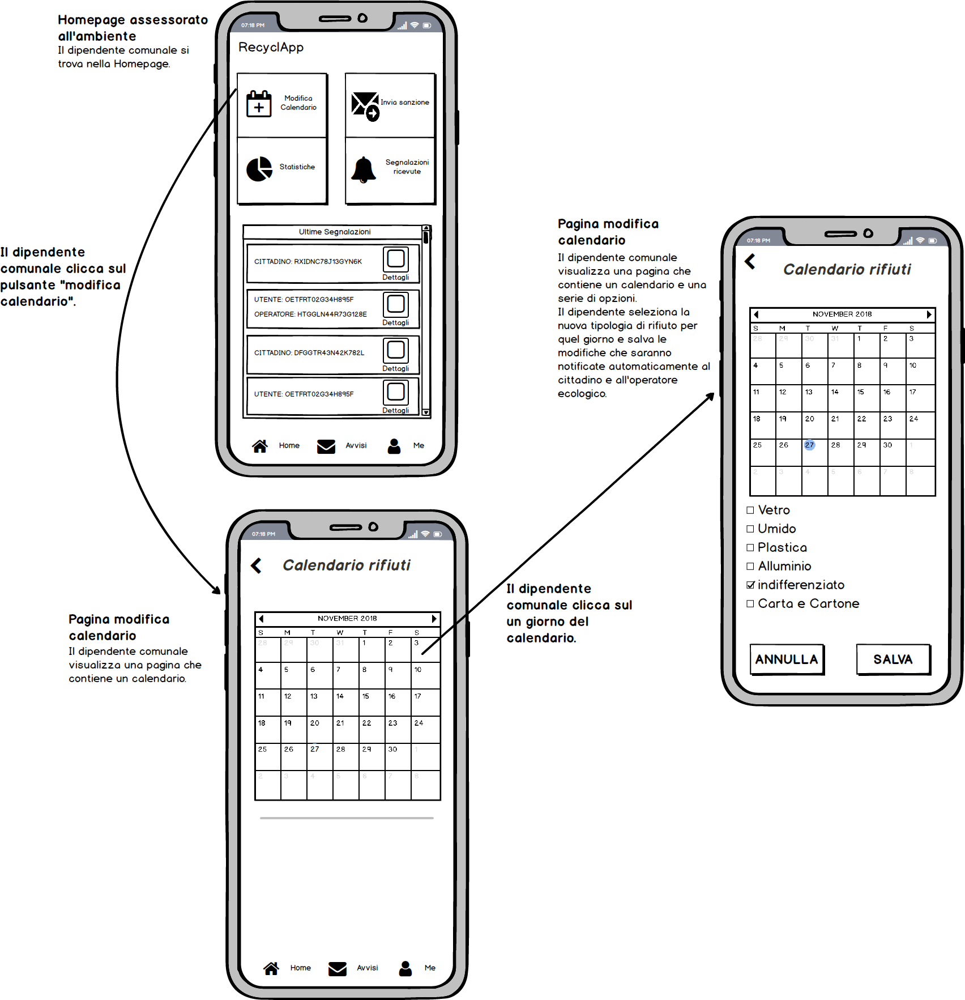 Homepage assessorato
all'ambiente
Il dipendente comunale si
trova nella Homepage.
07:18 PM
RecyclApp
Modifica
Calendario
Invia sanzione
Statistiche
Segnalazioni
ricevute
Ultime Segnalazioni
CITTADINO: RXIDNC78J13GYN6K
Dettagli
UTENTE: OETFRT02G34H895F
OPERATORE: HTGGLN44R73G128E
Dettagli
CITTADINO: DFGGTR43N42K782L
Dettagli
UTENTE: OETFRT02G34H895F
Dettagli
Home Avvisi Me
Il dipendente
comunale clicca sul
pulsante "modifica
calendario".
Pagina modifica
calendario
Il dipendente comunale
visualizza una pagina che
contiene un calendario.
07:18 PM
Calendario rifiuti
NOVEMBER 2018
S M T W T F S
28 29 30 31 1 2 3
4 5 6 7 8 9 10
11 12 13 14 15 16 17
18 19 20 21 22 23 24
25 26 27 28 29 30 1
2 3 4 5 6 7 8
Home Avvisi Me
Il dipendente
comunale clicca sul
un giorno del
calendario.
Pagina modifica
calendario
Il dipendente comunale
visualizza una pagina che
contiene un calendario e una
serie di opzioni.
Il dipendente seleziona la
nuova tipologia di rifiuto per
quel giorno e salva le
modifiche che saranno
notificate automaticamente al
cittadino e all'operatore
ecologico.
07:18 PM
Calendario rifiuti
NOVEMBER 2018
S M T W T F S
28 29 30 31 1 2 3
4 5 6 7 8 9 10
11 12 13 14 15 16 17
18 19 20 21 22 23 24
25 26 27 28 29 30 1
2 3 4 5 6 7 8
Vetro
Umido
Plastica
Alluminio
indifferenziato
Carta e Cartone
ANNULLA SALVA